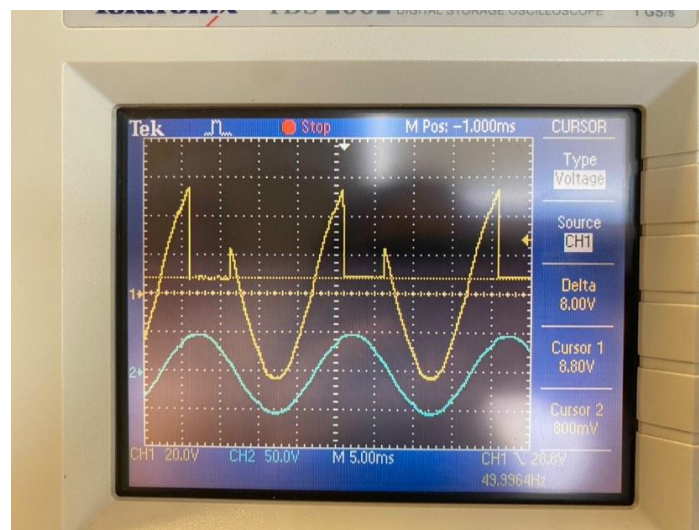 DIGITAL STORAGE OSCILLOSCOPE
1 GS/s
Tek
Stop
M Pos: -1.000ms
CURSOR
Type
Voltage
Source
CH1
Delta
8.00V
Cursor 1
8.80V
Cursor 2
800mV
1
2
CH1 20.0V
CH2 50.0V
M 5.00ms
CH1
28.8V
49.9964Hz